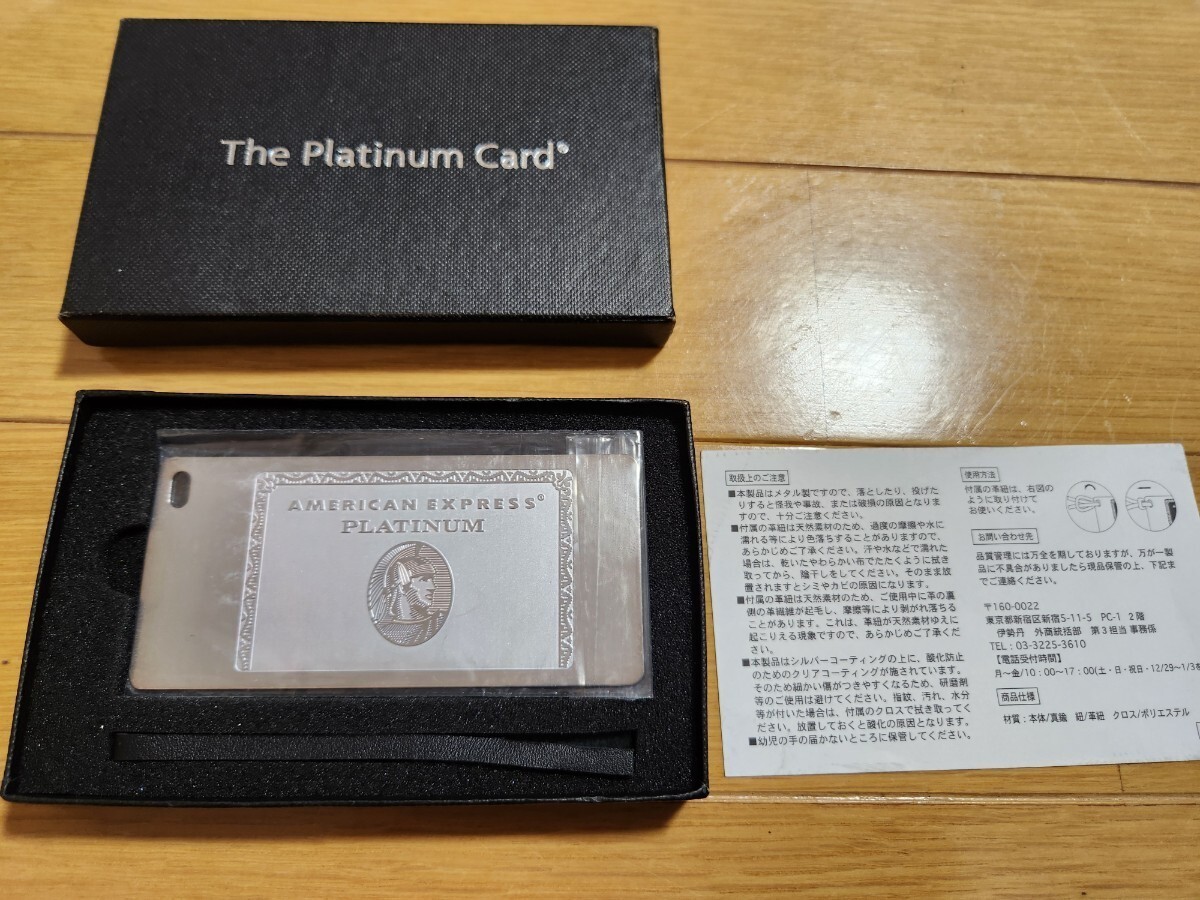 The Platinum Card®
AMERICAN EXPRESS®
PLATINUM
取扱上のご注意
■本製品はメタル製ですので、落としたり、投げた
りすると怪我や事故、または破損の原因となりま
すので、十分ご注意ください。
■付属の革紐は天然素材のため、過度の摩擦や水に
濡れる等により色落ちすることがありますので、
あらかじめご了承ください。汗や水などで濡れた
場合は、乾いたやわらかい布でたたくように拭き
取ってから、陰干しをしてください。そのまま放
置されますとシミやカビの原因になります。
■付属の革紐は天然素材のため、ご使用中に革の裏
側の革繊維が起毛し、摩擦等により剥がれ落ちる
ことがあります。これは、革紐が天然素材ゆえに
起こりえる現象ですので、あらかじめご了承くださ
い。
■本製品はシルバーコーティングの上に、酸化防止
のためのクリアコーティングが施されています。
そのため細かい傷がつきやすくなるため、研磨剤
等のご使用は避けてください。指紋、汚れ、水分
等が付いた場合は、付属のクロスで拭き取ってく
ださい。放置しておくと酸化の原因となります。
■幼児の手の届かないところに保管してください。
使用方法
付属の革紐は、右図の
ように取り付けて
お使いください。
お問い合わせ先
品質管理には万全を期しておりますが、万が一製
品に不具合がありましたら現品保管の上、下記ま
でご連絡ください。
〒160-0022
東京都新宿区新宿5-11-5 PC-1 2階
伊勢丹 外商統括部 第3担当 事務係
TEL：03-3225-3610
【電話受付時間】
月〜金/10：00〜17：00(土・日・祝日・12/29〜1/3を
商品仕様
材質：本体/真鍮 紐/革紐 クロス/ポリエステル